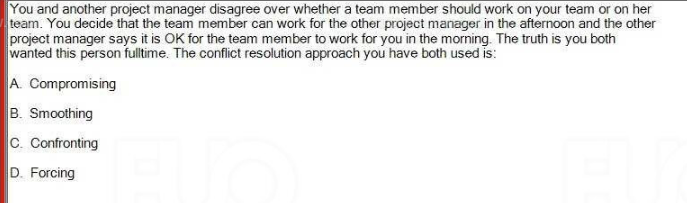 You and another project manager disagree over whether a team member should work on your team or on her
team. You decide that the team member can work for the other project manager in the afternoon and the other
project manager says it is OK for the team member to work for you in the morning. The truth is you both
wanted this person fulltime. The conflict resolution approach you have both used is:
A. Compromising
B. Smoothing
C. Confronting
D. Forcing